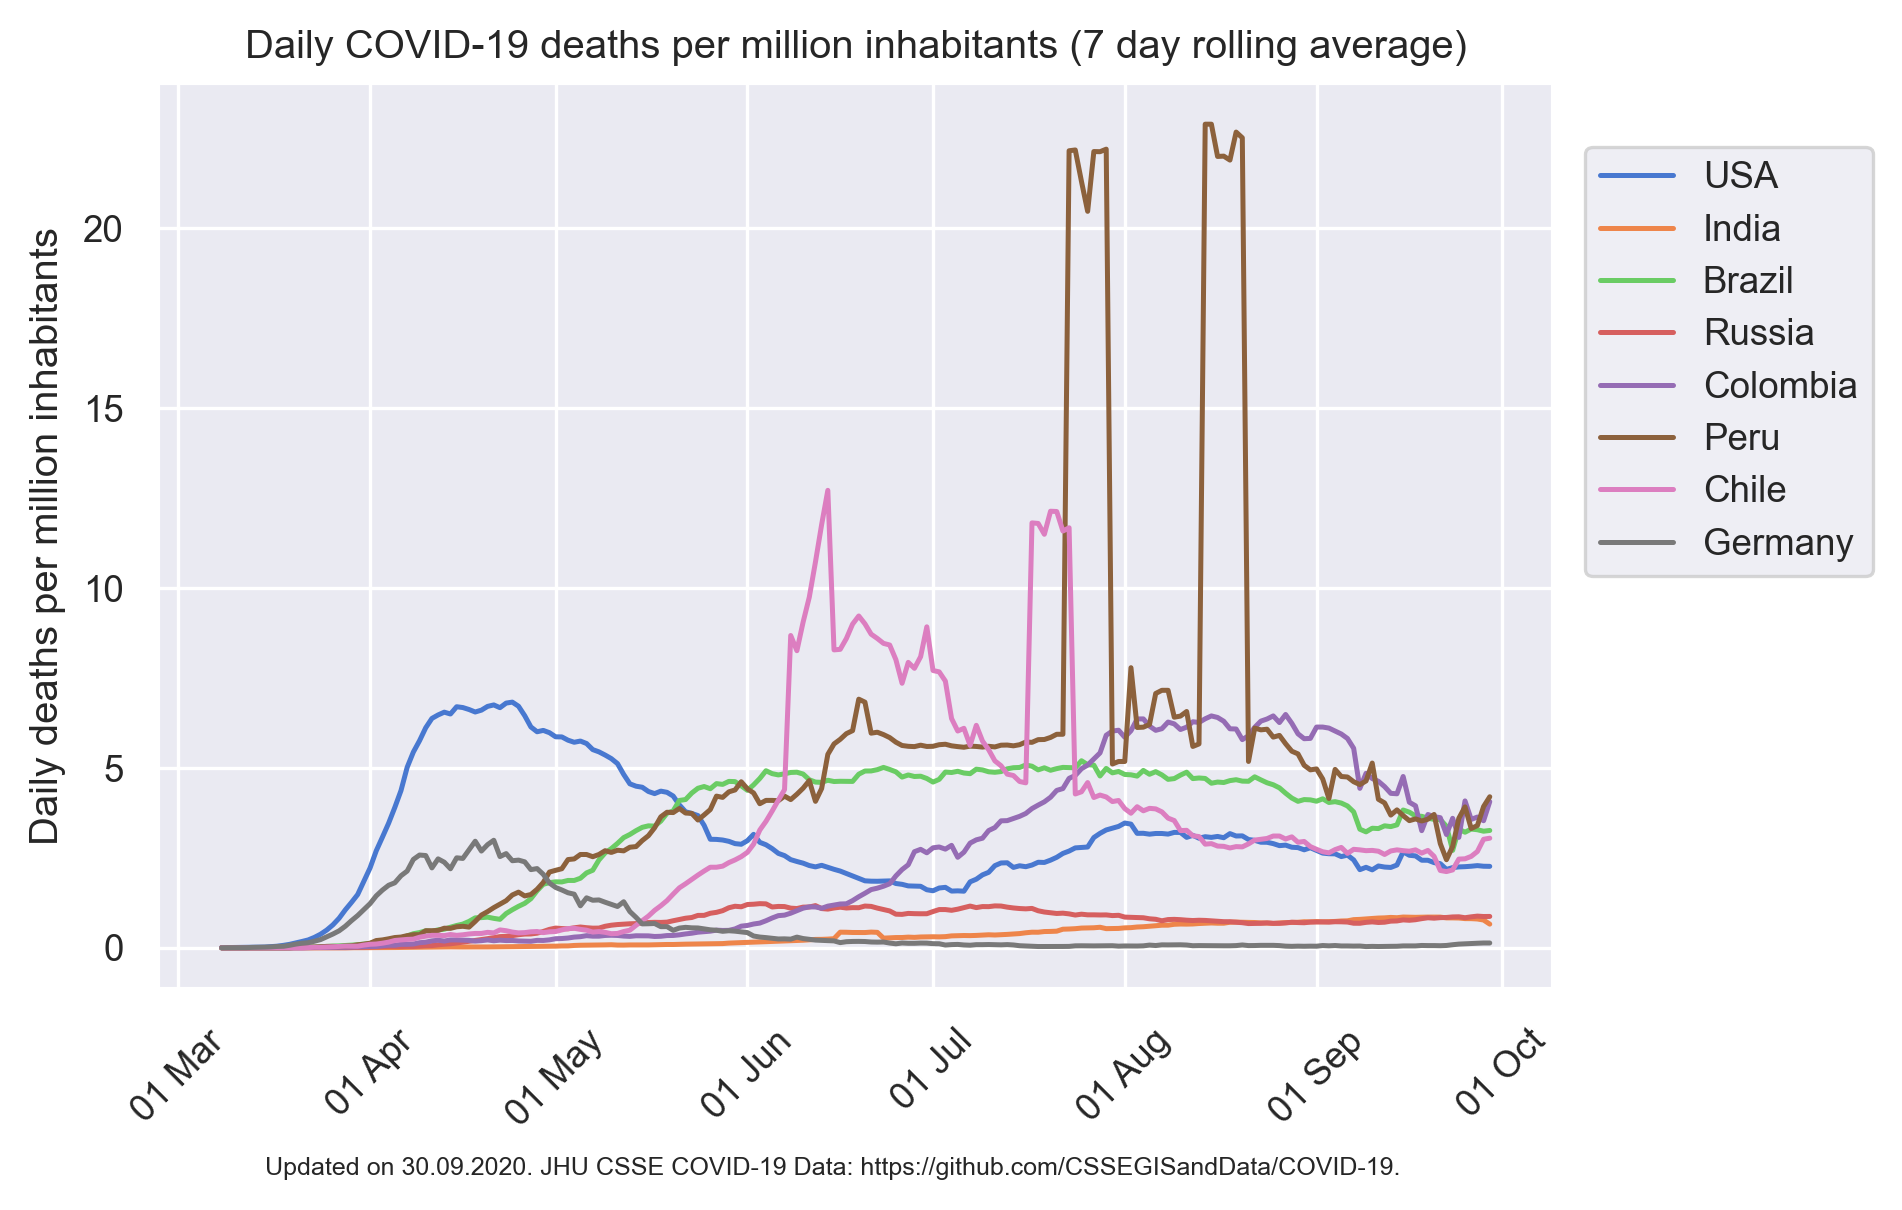 Daily COVID-19 deaths per million inhabitants (7 day rolling average)
Daily deaths per million inhabitants
20
15
10
5
0
01 Mar
01 Apr
01 May
01 Jun
01 Jul
01 Aug
01 Sep
01 Oct
USA
India
Brazil
Russia
Colombia
Peru
Chile
Germany
Updated on 30.09.2020. JHU CSSE COVID-19 Data: https://github.com/CSSEGISandData/COVID-19.